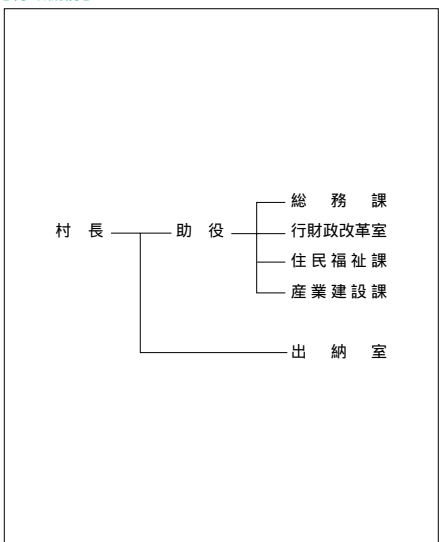 総務課
村長 助役 行財政改革室
住民福祉課
産業建設課
出納室